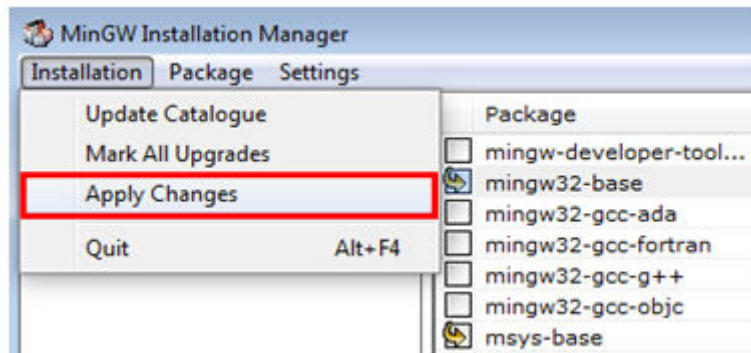 MinGW Installation Manager
Installation Package Settings
Update Catalogue
Mark All Upgrades
Apply Changes
Quit Alt+F4
Package
mingw-developer-tool...
mingw32-base
mingw32-gcc-ada
mingw32-gcc-fortran
mingw32-gcc-g++
mingw32-gcc-objc
msys-base